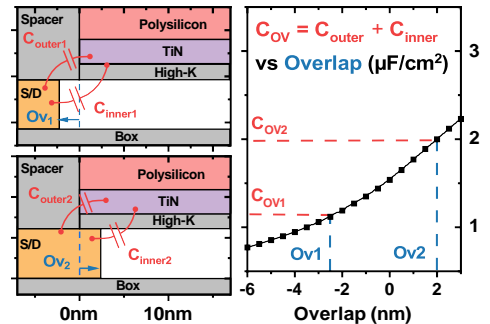 Spacer
Polysilicon
TiN
High-K
C_outer1
S/D
C_inner1
Ov₁
Box
Spacer
Polysilicon
TiN
High-K
C_outer2
S/D
Ov₂
C_inner2
Box
0nm 10nm
C_OV = C_outer + C_inner
vs Overlap (µF/cm²)
3
C_OV2
2
C_OV1
1
Ov1 Ov2
0
-6 -4 -2 0 2
Overlap (nm)